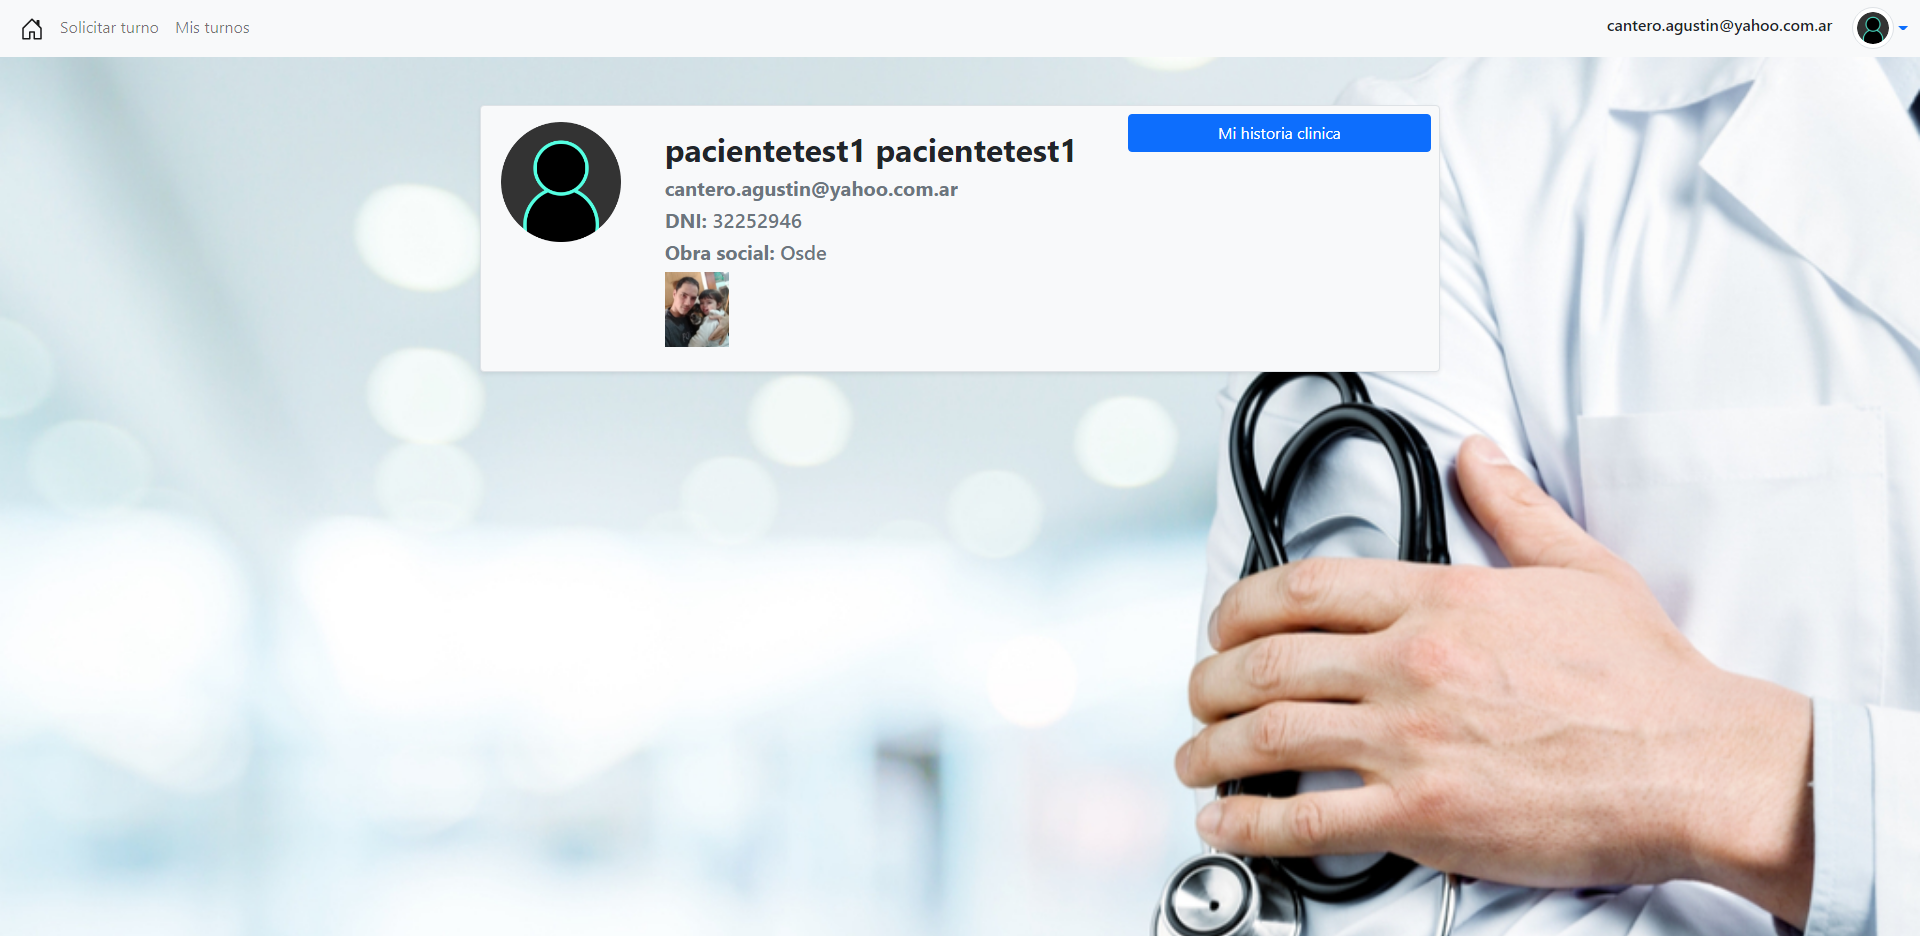 Solicitar turno Mis turnos cantero.agustin@yahoo.com.ar
pacientetest1 pacientetest1
Mi historia clinica
cantero.agustin@yahoo.com.ar
DNI: 32252946
Obra social: Osde